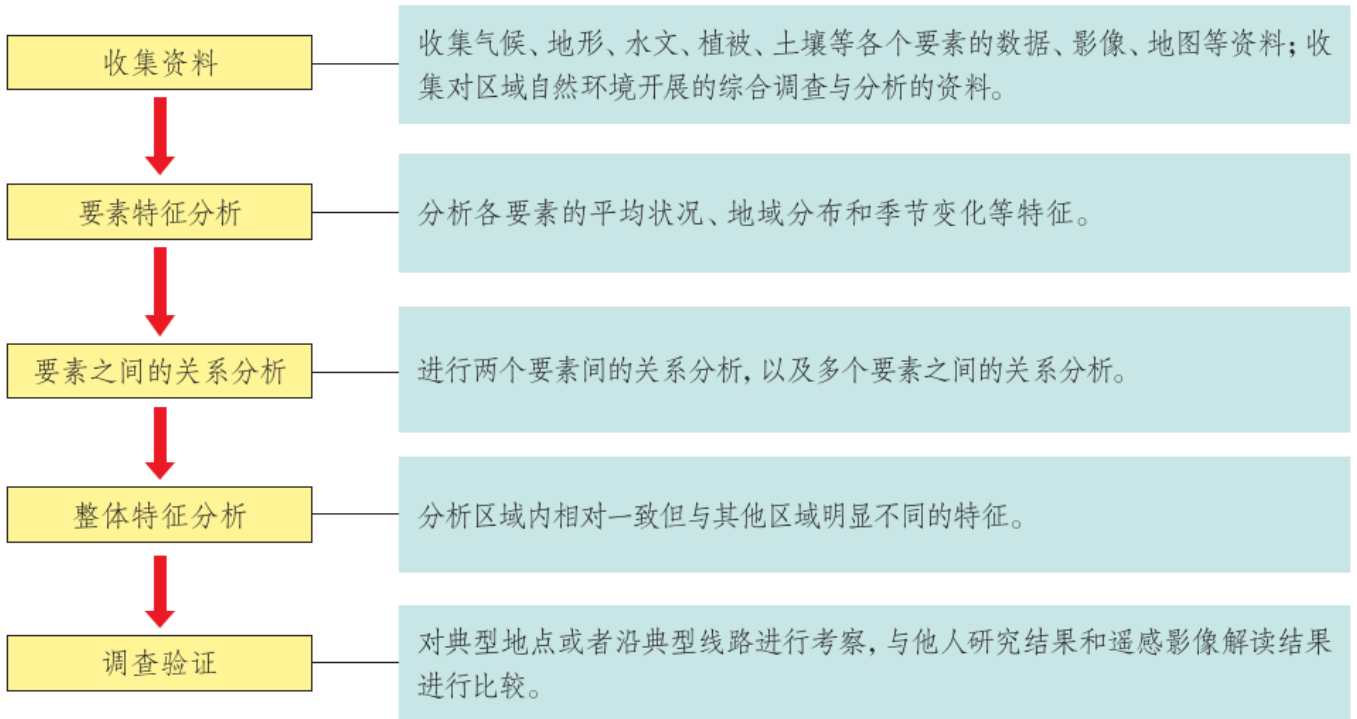 收集资料
收集气候、地形、水文、植被、土壤等各个要素的数据、影像、地图等资料；收
集对区域自然环境开展的综合调查与分析的资料。
要素特征分析
分析各要素的平均状况、地域分布和季节变化等特征。
要素之间的关系分析
进行两个要素间的关系分析，以及多个要素之间的关系分析。
整体特征分析
分析区域内相对一致但与其他区域明显不同的特征。
调查验证
对典型地点或者沿典型线路进行考察，与他人研究结果和遥感影像解读结果
进行比较。